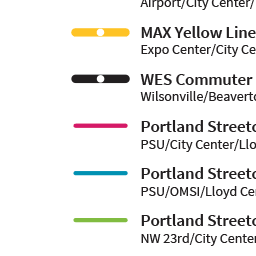 Airport/City Center/
MAX Yellow Line
Expo Center/City Ce
WES Commuter
Wilsonville/Beaverto
Portland Streetc
PSU/City Center/Llo
Portland Streetc
PSU/OMSI/Lloyd Cen
Portland Streetc
NW 23rd/City Center